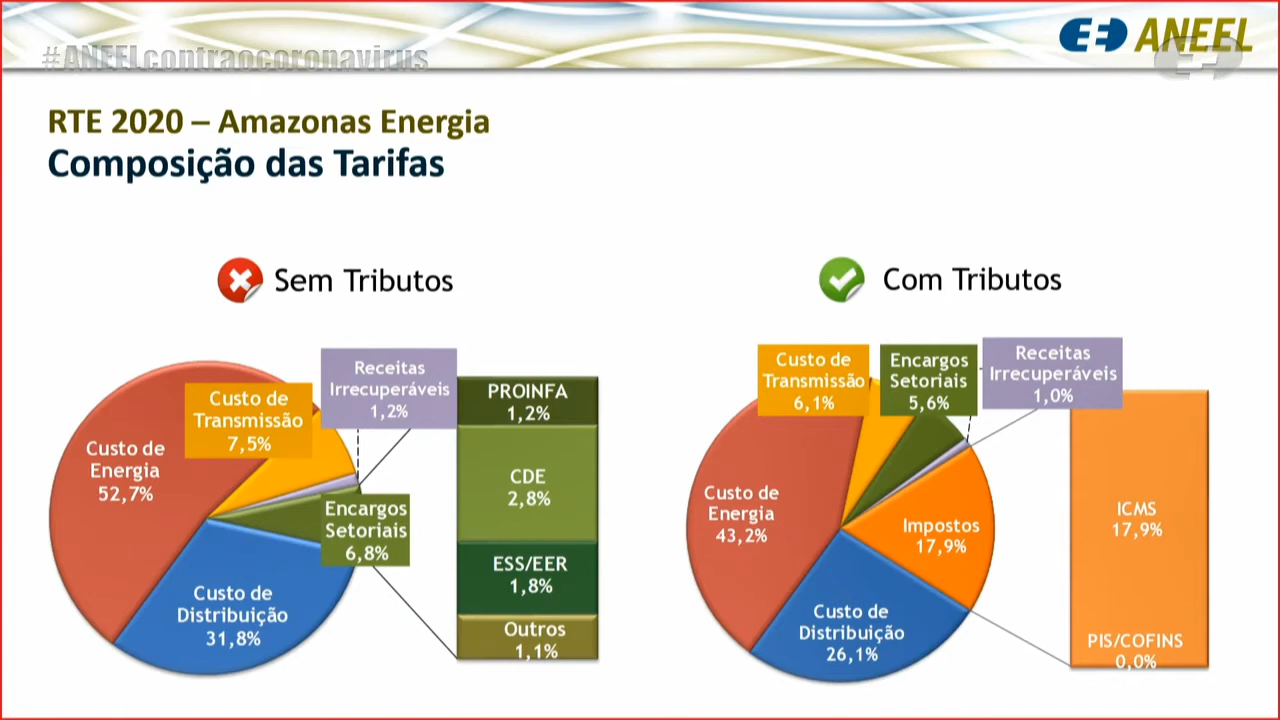 #ANEELcontraocoronavirus
ANEEL
RTE 2020 – Amazonas Energia
Composição das Tarifas
Sem Tributos
Custo de
Energia
52,7%
Custo de
Transmissão
7,5%
Receitas
Irrecuperáveis
1,2%
Encargos
Setoriais
6,8%
Custo de
Distribuição
31,8%
PROINFA
1,2%
CDE
2,8%
ESS/EER
1,8%
Outros
1,1%
Com Tributos
Custo de
Energia
43,2%
Custo de
Transmissão
6,1%
Encargos
Setoriais
5,6%
Receitas
Irrecuperáveis
1,0%
Impostos
17,9%
Custo de
Distribuição
26,1%
ICMS
17,9%
PIS/COFINS
0,0%